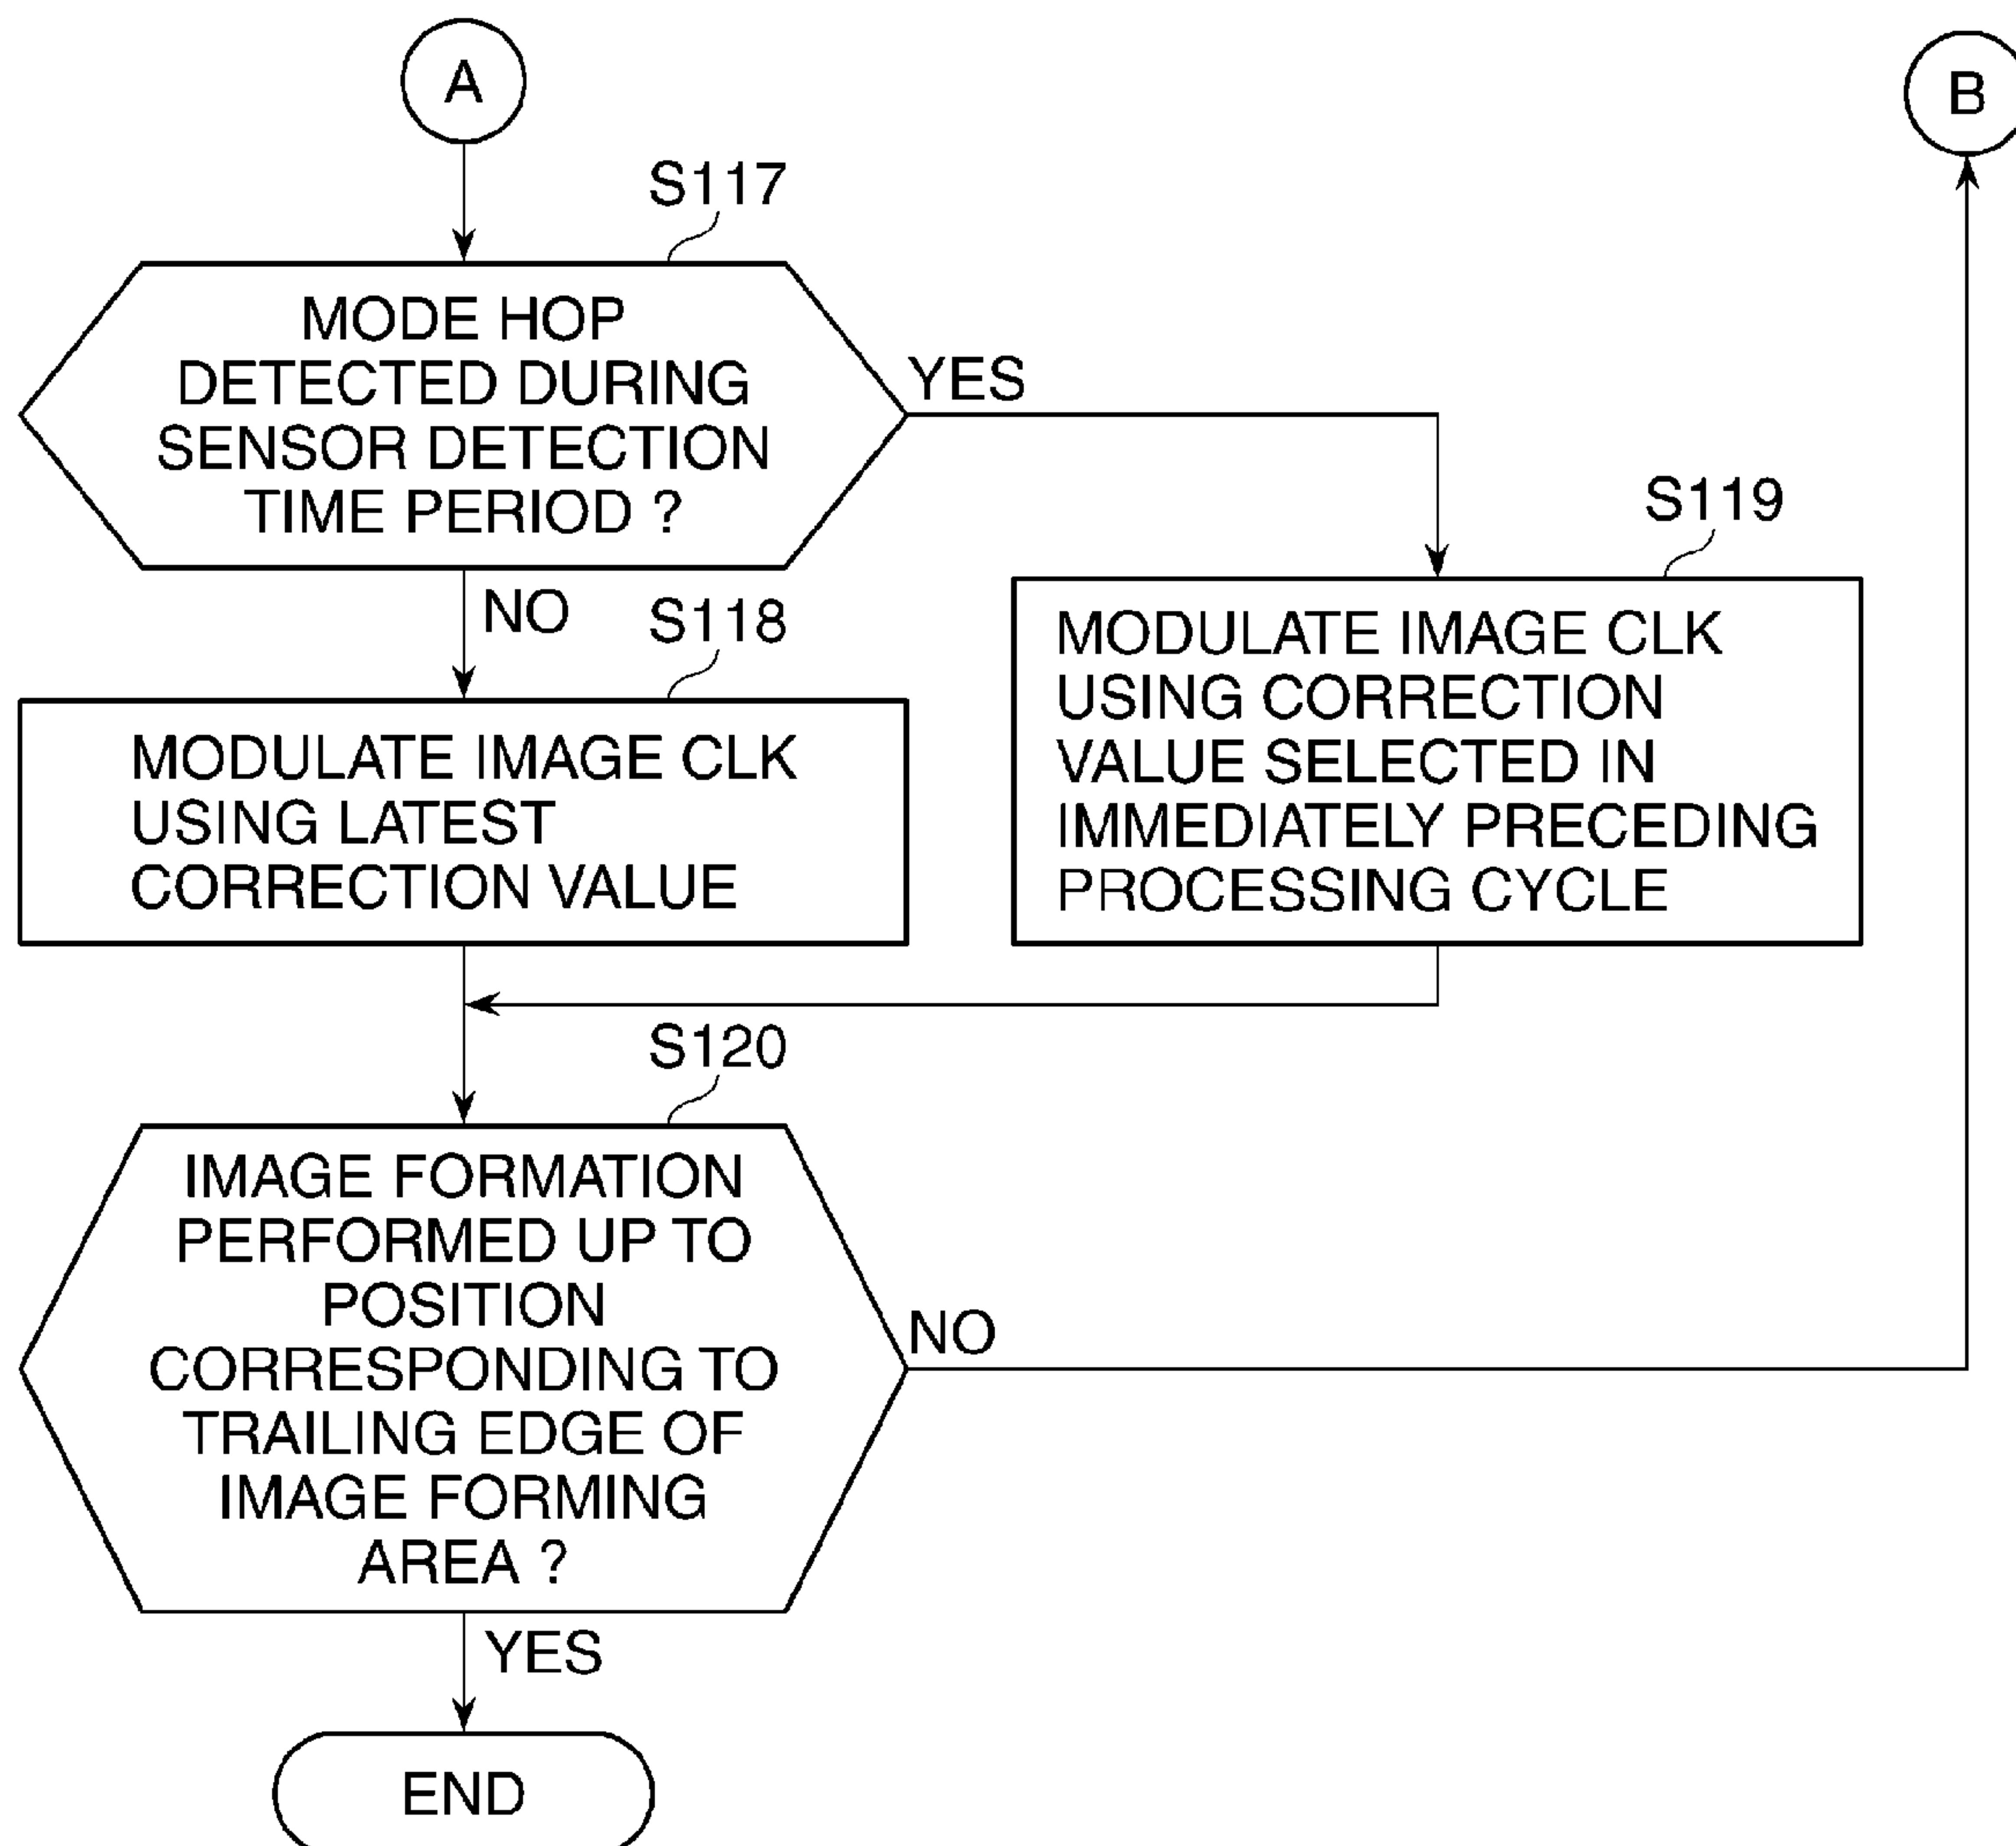 A
B
S117
MODE HOP
DETECTED DURING
SENSOR DETECTION
TIME PERIOD ?
YES
NO
S118
MODULATE IMAGE CLK
USING LATEST
CORRECTION VALUE
S119
MODULATE IMAGE CLK
USING CORRECTION
VALUE SELECTED IN
IMMEDIATELY PRECEDING
PROCESSING CYCLE
S120
IMAGE FORMATION
PERFORMED UP TO
POSITION
CORRESPONDING TO
TRAILING EDGE OF
IMAGE FORMING
AREA ?
NO
YES
END